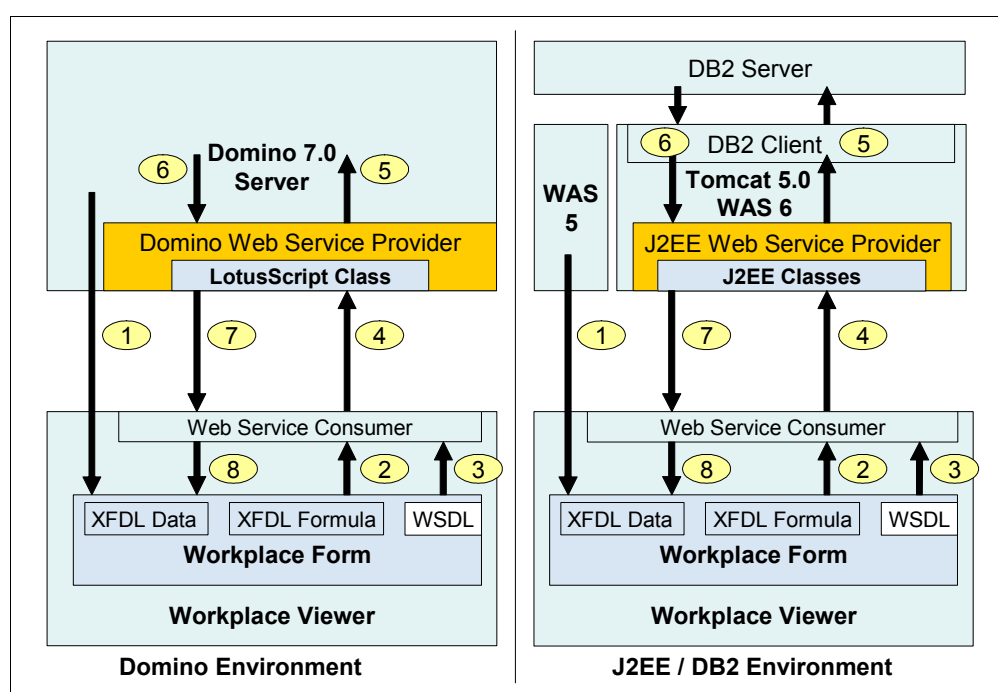 6
Domino 7.0
Server
5
Domino Web Service Provider
LotusScript Class
1
7
4
Web Service Consumer
8
2
3
XFDL Data
XFDL Formula
WSDL
Workplace Form
Workplace Viewer
Domino Environment
DB2 Server
6
DB2 Client
5
WAS
5
Tomcat 5.0
WAS 6
J2EE Web Service Provider
J2EE Classes
1
7
4
Web Service Consumer
8
2
3
XFDL Data
XFDL Formula
WSDL
Workplace Form
Workplace Viewer
J2EE / DB2 Environment